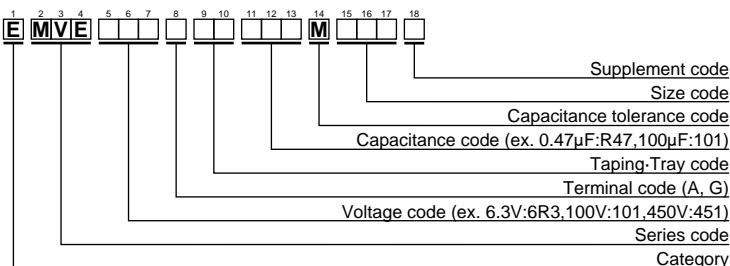 1 2 3 4 5 6 7 8 9 10 11 12 13 14 15 16 17 18
E MVE M
Supplement code
Size code
Capacitance tolerance code
Capacitance code (ex. 0.47µF:R47,100µF:101)
Taping·Tray code
Terminal code (A, G)
Voltage code (ex. 6.3V:6R3,100V:101,450V:451)
Series code
Category